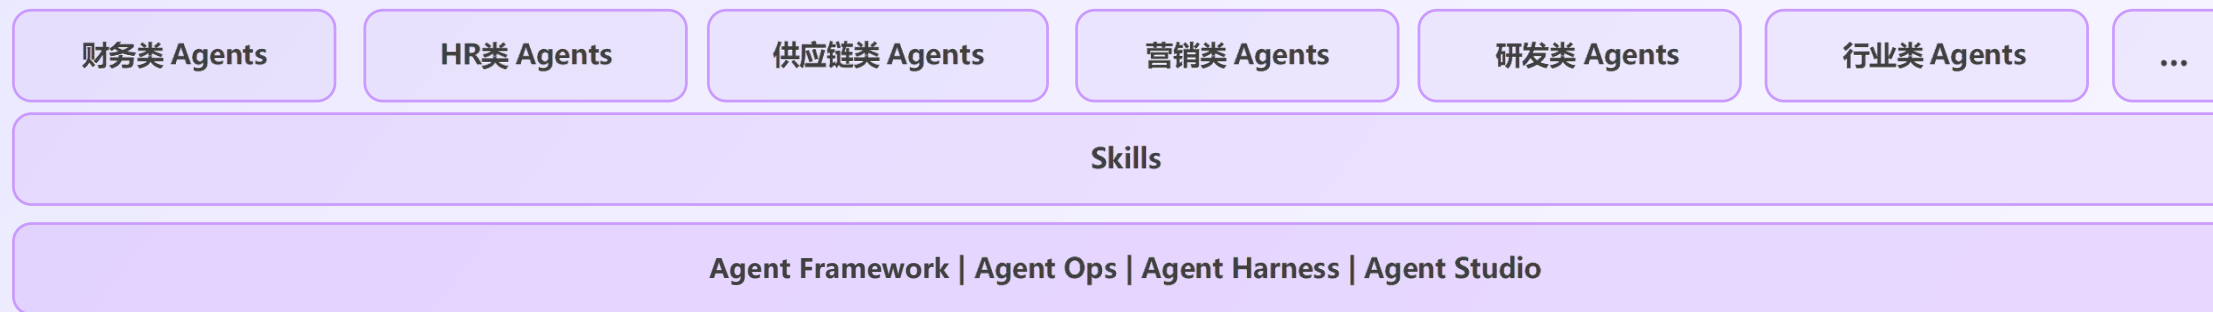 财务类 Agents
HR类 Agents
供应链类 Agents
营销类 Agents
研发类 Agents
行业类 Agents
...
Skills
Agent Framework | Agent Ops | Agent Harness | Agent Studio